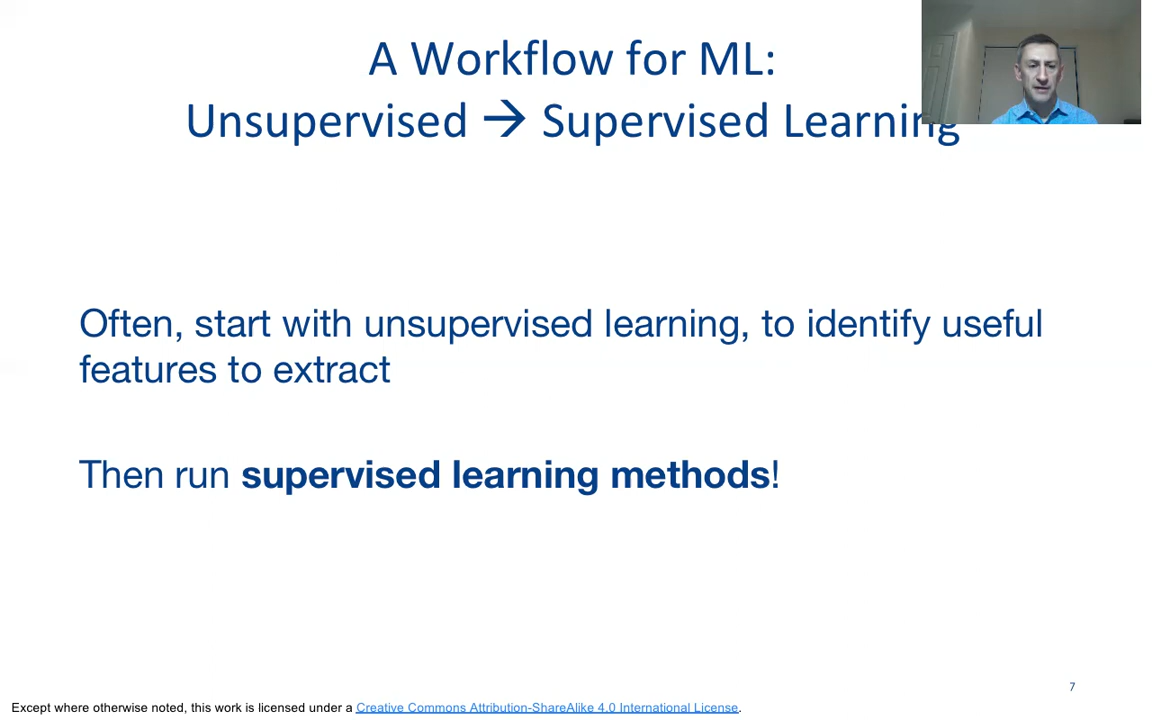 A Workflow for ML:
Unsupervised → Supervised Learning
Often, start with unsupervised learning, to identify useful
features to extract
Then run supervised learning methods!
7
Except where otherwise noted, this work is licensed under a Creative Commons Attribution-ShareAlike 4.0 International License.